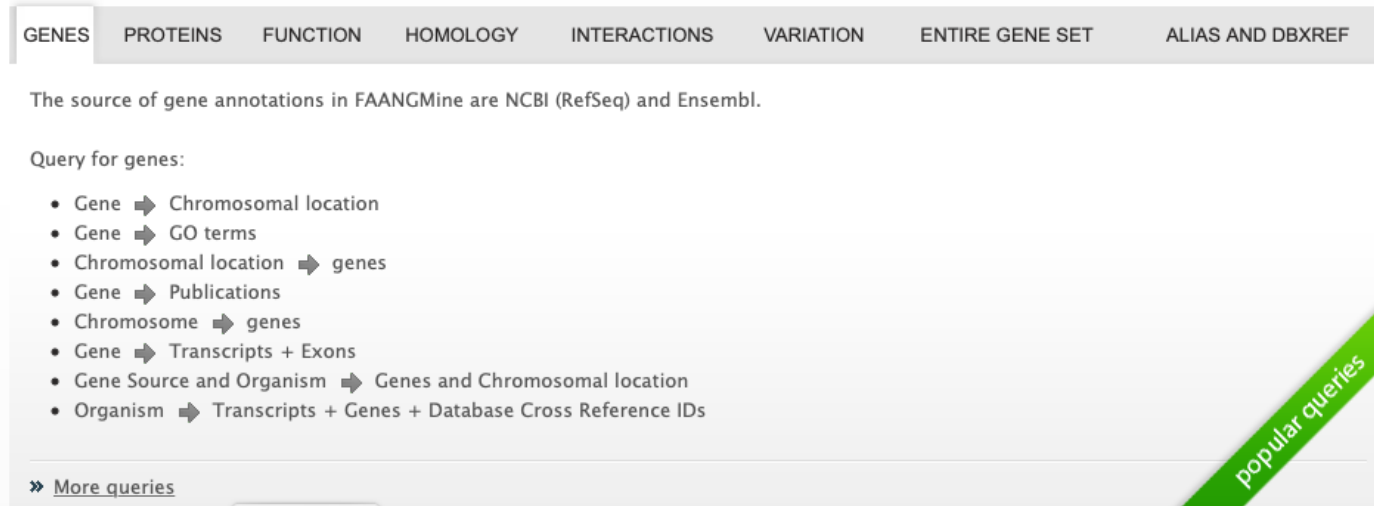 GENES PROTEINS FUNCTION HOMOLOGY INTERACTIONS VARIATION ENTIRE GENE SET ALIAS AND DBXREF
The source of gene annotations in FAANGMine are NCBI (RefSeq) and Ensembl.
Query for genes:
• Gene ➡ Chromosomal location
• Gene ➡ GO terms
• Chromosomal location ➡ genes
• Gene ➡ Publications
• Chromosome ➡ genes
• Gene ➡ Transcripts + Exons
• Gene Source and Organism ➡ Genes and Chromosomal location
• Organism ➡ Transcripts + Genes + Database Cross Reference IDs
popular queries
» More queries